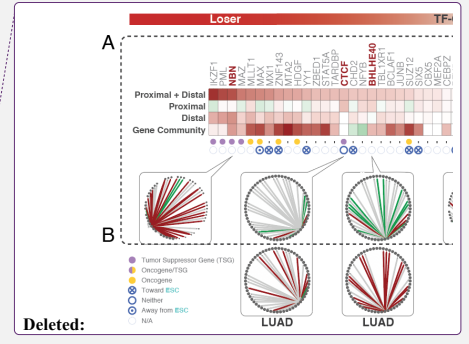 Loser
TF-
A
IKZF1
PML
NBN
MAZ
MLLT1
MAX
MXI1
ZNF143
MTA2
HDGF
YY1
ZBED1
STAT5A
TARDBP
CTCF
CHD2
NFYB
BHLHE40
TBL1XR1
BCLAF1
JUNB
SUZ12
SIX5
CBX5
MEF2A
CEBPZ
Proximal + Distal
Proximal
Distal
Gene Community
B
Tumor Suppressor Gene (TSG)
Oncogene/TSG
Oncogene
Toward ESC
Neither
Away from ESC
N/A
Deleted:
LUAD
LUAD